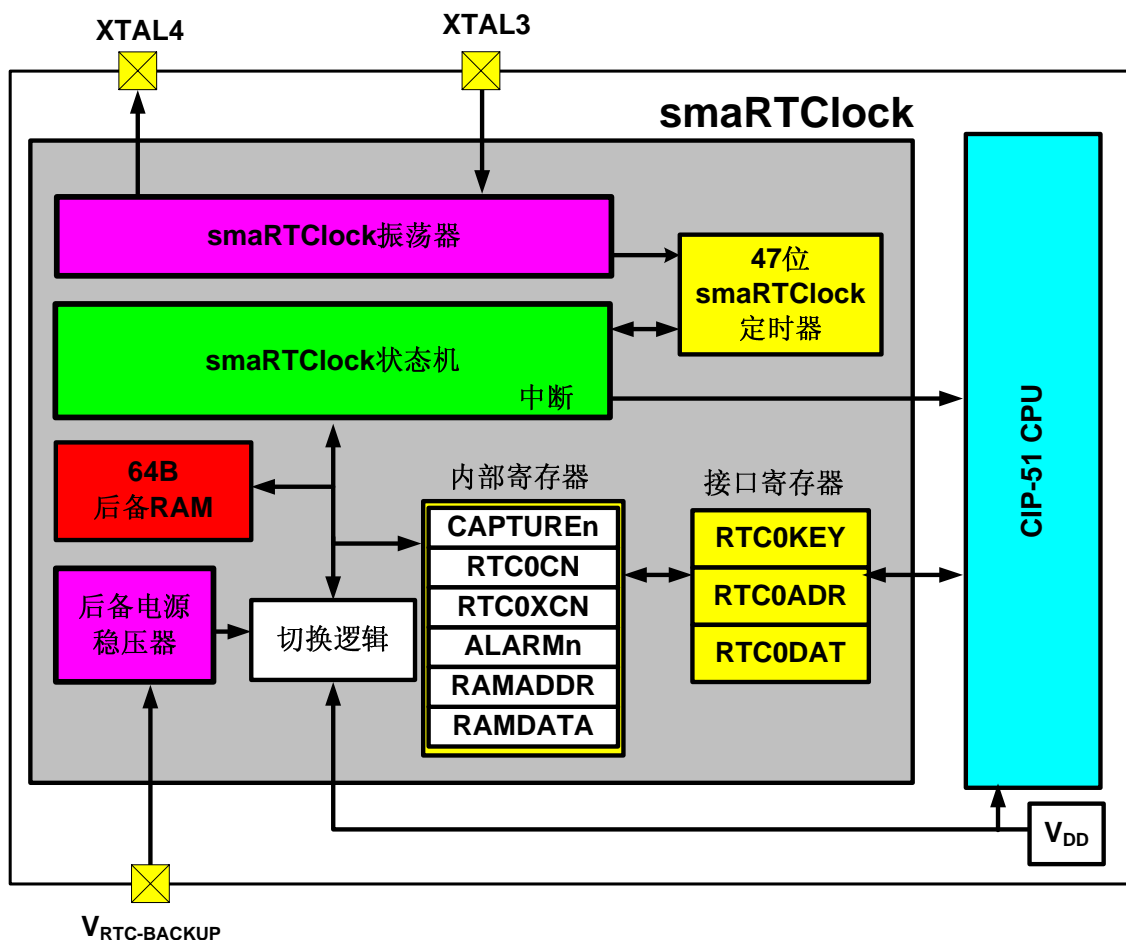 XTAL4
XTAL3
smaRTClock
smaRTClock振荡器
47位
smaRTClock
定时器
smaRTClock状态机
中断
CIP-51 CPU
64B
后备RAM
内部寄存器
接口寄存器
CAPTUREn
RTC0CN
RTC0XCN
ALARMn
RAMADDR
RAMDATA
RTC0KEY
RTC0ADR
RTC0DAT
后备电源
稳压器
切换逻辑
VDD
VRTC-BACKUP